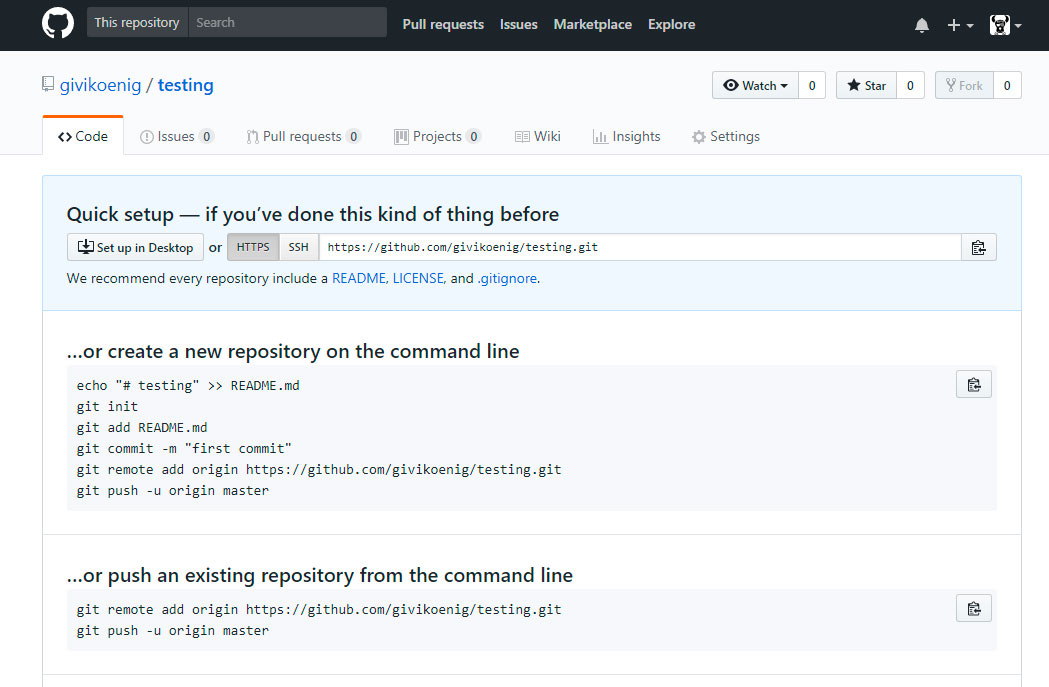 This repository Search Pull requests Issues Marketplace Explore
givikoenig / testing Watch 0 Star 0 Fork 0
Code Issues 0 Pull requests 0 Projects 0 Wiki Insights Settings
Quick setup — if you’ve done this kind of thing before
Set up in Desktop or HTTPS SSH https://github.com/givikoenig/testing.git
We recommend every repository include a README, LICENSE, and .gitignore.
…or create a new repository on the command line
echo "# testing" >> README.md
git init
git add README.md
git commit -m "first commit"
git remote add origin https://github.com/givikoenig/testing.git
git push -u origin master
…or push an existing repository from the command line
git remote add origin https://github.com/givikoenig/testing.git
git push -u origin master